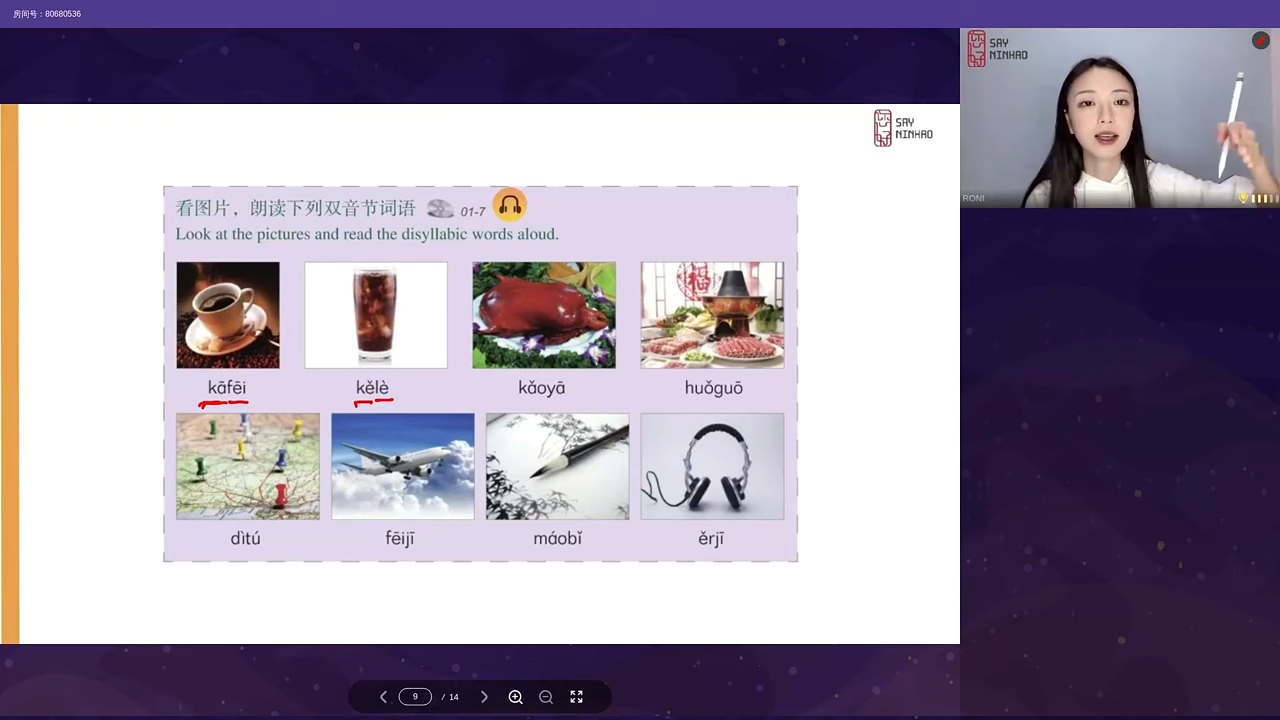 房间号：80680536
SAY
NINHAO
RONI
SAY
NINHAO
看图片，朗读下列双音节词语 01-7
Look at the pictures and read the disyllabic words aloud.
福
kāfēi kělè kǎoyā huǒguō
dìtú fēijī máobǐ ěrjī
9 / 14